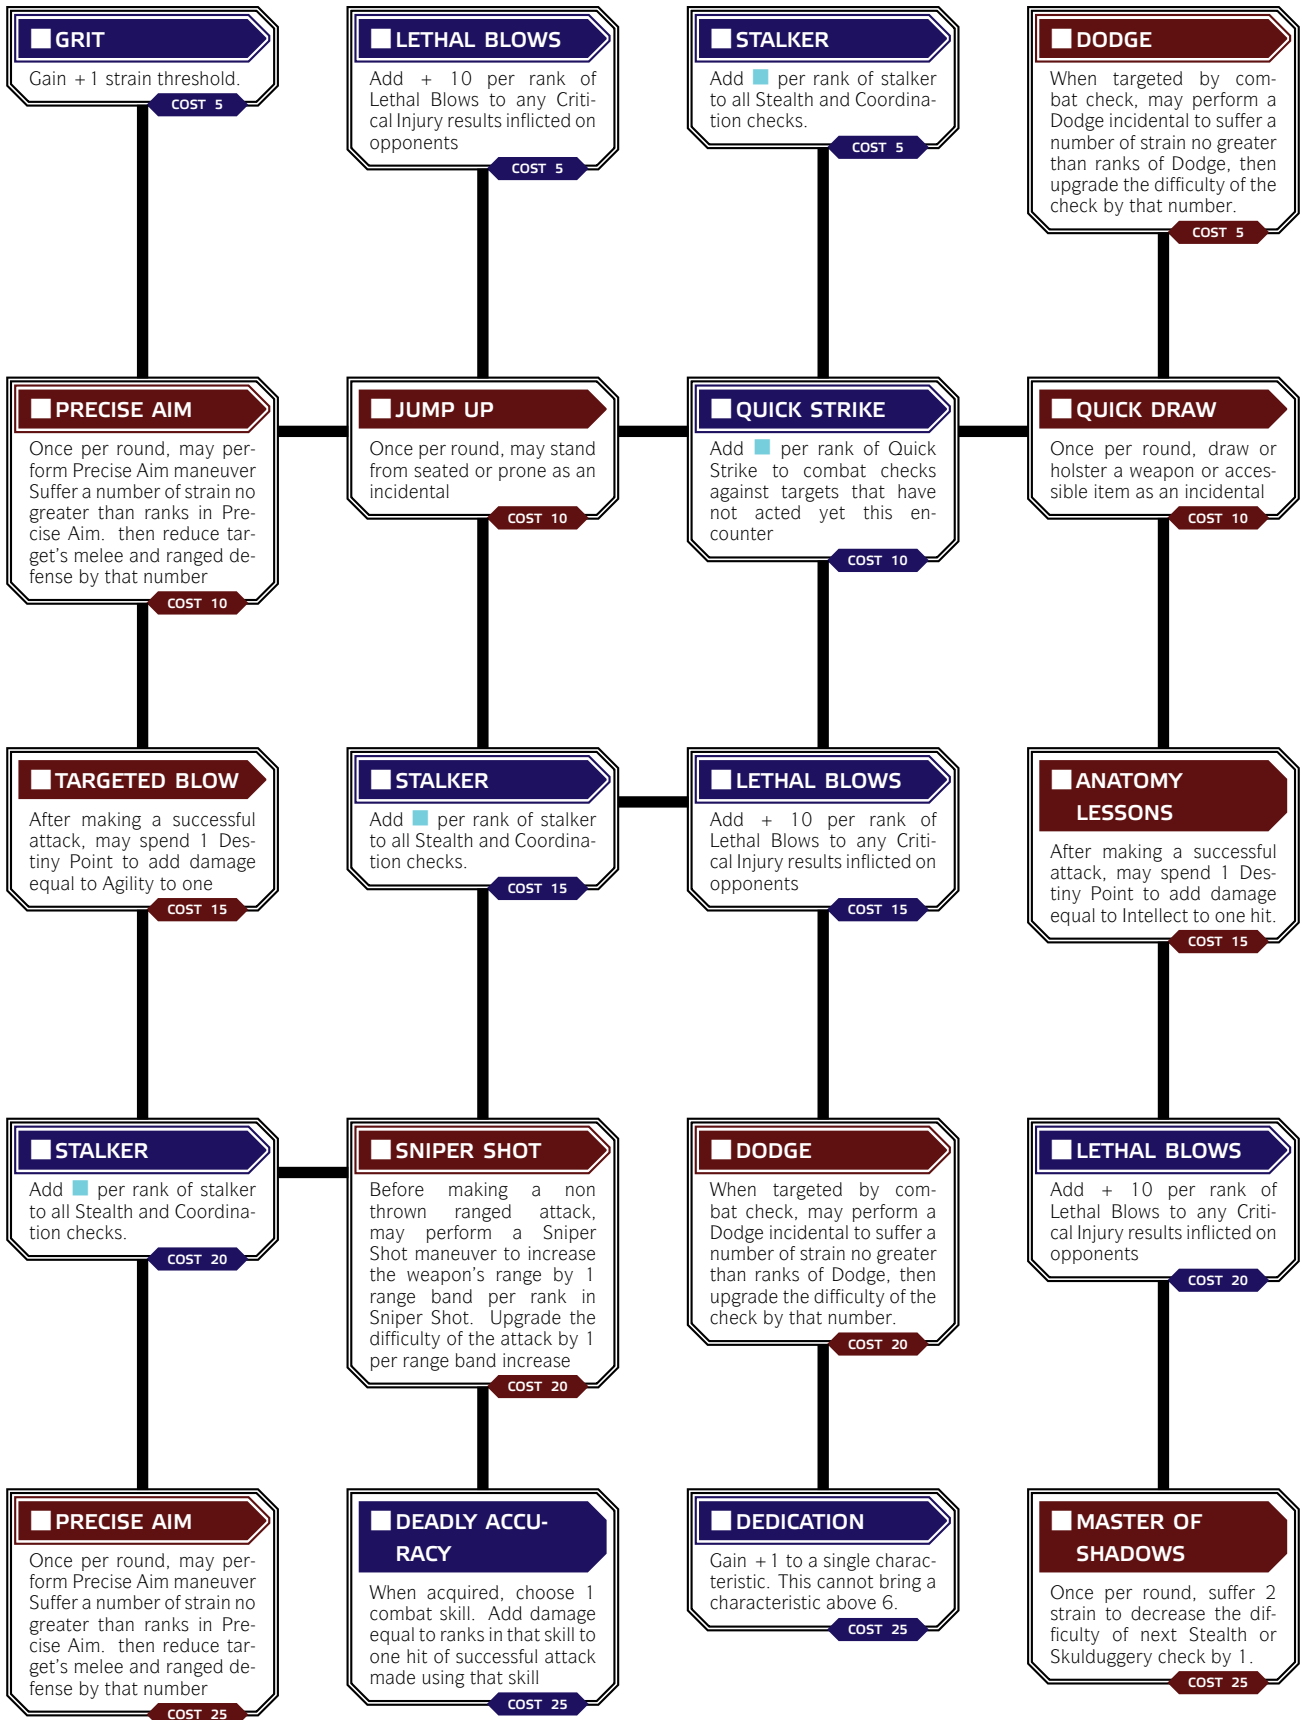 GRIT
Gain +1 strain threshold.
COST 5
LETHAL BLOWS
Add + 10 per rank of
Lethal Blows to any Criti-
cal Injury results inflicted on
opponents
COST 5
STALKER
Add per rank of stalker
to all Stealth and Coordina-
tion checks.
COST 5
DODGE
When targeted by com-
bat check, may perform a
Dodge incidental to suffer a
number of strain no greater
than ranks of Dodge, then
upgrade the difficulty of the
check by that number.
COST 5
PRECISE AIM
Once per round, may per-
form Precise Aim maneuver
Suffer a number of strain no
greater than ranks in Pre-
cise Aim. then reduce tar-
get's melee and ranged de-
fense by that number
COST 10
JUMP UP
Once per round, may stand
from seated or prone as an
incidental
COST 10
QUICK STRIKE
Add per rank of Quick
Strike to combat checks
against targets that have
not acted yet this en-
counter
COST 10
QUICK DRAW
Once per round, draw or
holster a weapon or acces-
sible item as an incidental
COST 10
TARGETED BLOW
After making a successful
attack, may spend 1 Des-
tiny Point to add damage
equal to Agility to one
COST 15
STALKER
Add per rank of stalker
to all Stealth and Coordina-
tion checks.
COST 15
LETHAL BLOWS
Add + 10 per rank of
Lethal Blows to any Criti-
cal Injury results inflicted on
opponents
COST 15
ANATOMY
LESSONS
After making a successful
attack, may spend 1 Des-
tiny Point to add damage
equal to Intellect to one hit.
COST 15
STALKER
Add per rank of stalker
to all Stealth and Coordina-
tion checks.
COST 20
SNIPER SHOT
Before making a non
thrown ranged attack,
may perform a Sniper
Shot maneuver to increase
the weapon's range by 1
range band per rank in
Sniper Shot. Upgrade the
difficulty of the attack by 1
per range band increase
COST 20
DODGE
When targeted by com-
bat check, may perform a
Dodge incidental to suffer a
number of strain no greater
than ranks of Dodge, then
upgrade the difficulty of the
check by that number.
COST 20
LETHAL BLOWS
Add + 10 per rank of
Lethal Blows to any Criti-
cal Injury results inflicted on
opponents
COST 20
PRECISE AIM
Once per round, may per-
form Precise Aim maneuver
Suffer a number of strain no
greater than ranks in Pre-
cise Aim. then reduce tar-
get's melee and ranged de-
fense by that number
COST 25
DEADLY ACCU-
RACY
When acquired, choose 1
combat skill. Add damage
equal to ranks in that skill to
one hit of successful attack
made using that skill
COST 25
DEDICATION
Gain +1 to a single charac-
teristic. This cannot bring a
characteristic above 6.
COST 25
MASTER OF
SHADOWS
Once per round, suffer 2
strain to decrease the dif-
ficulty of next Stealth or
Skulduggery check by 1.
COST 25